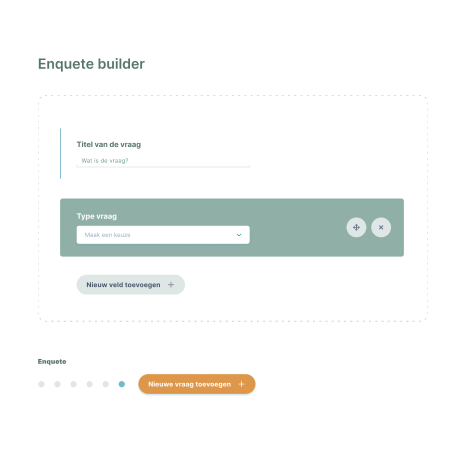 Enquete builder
Titel van de vraag
Wat is de vraag?
Type vraag
Maak een keuze
Nieuw veld toevoegen
Enquete
Nieuwe vraag toevoegen